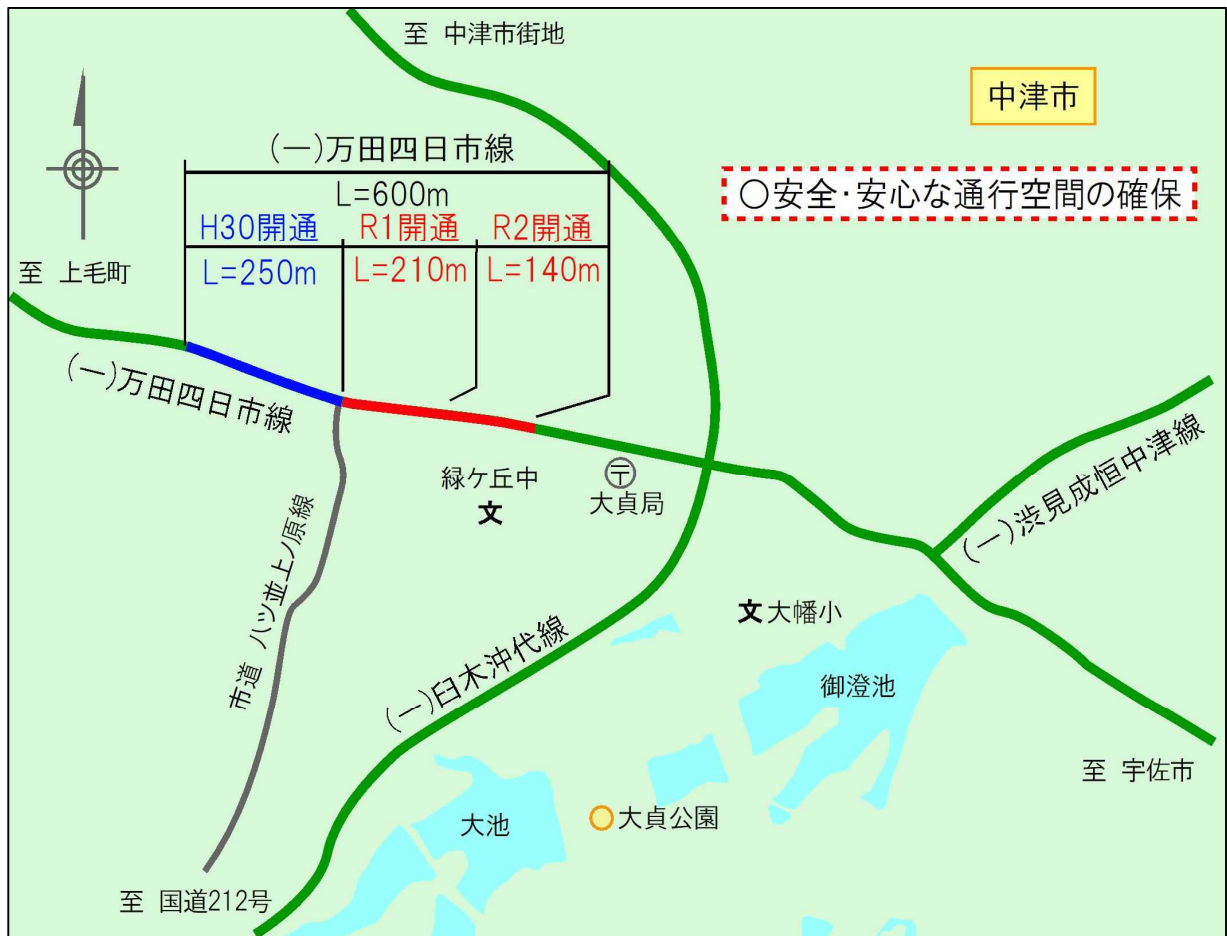 至 中津市街地
中津市
(一)万田四日市線
L=600m
○安全・安心な通行空間の確保
H30開通 R1開通 R2開通
L=250m L=210m L=140m
至 上毛町
(一)万田四日市線
緑ケ丘中
文
〒
大貞局
(一)渋見成恒中津線
市道 八ツ並上ノ原線
文 大幡小
(一)臼木沖代線
御澄池
至 宇佐市
大池
大貞公園
至 国道212号